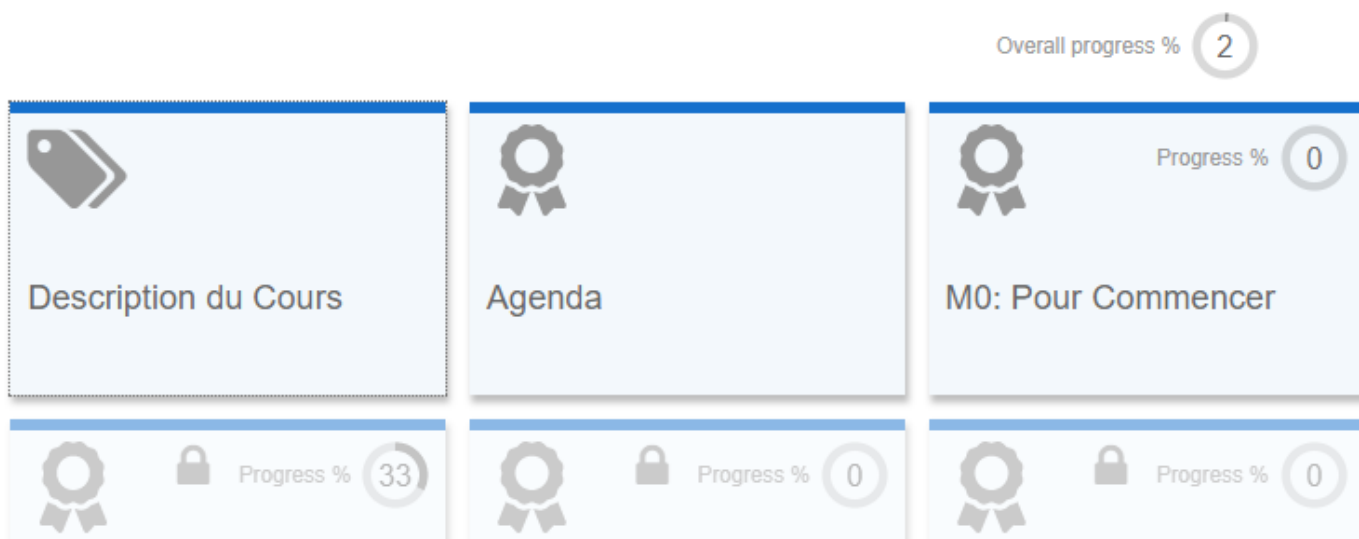 Overall progress % 2
Progress % 0
Description du Cours
Agenda
M0: Pour Commencer
Progress % 33
Progress % 0
Progress % 0